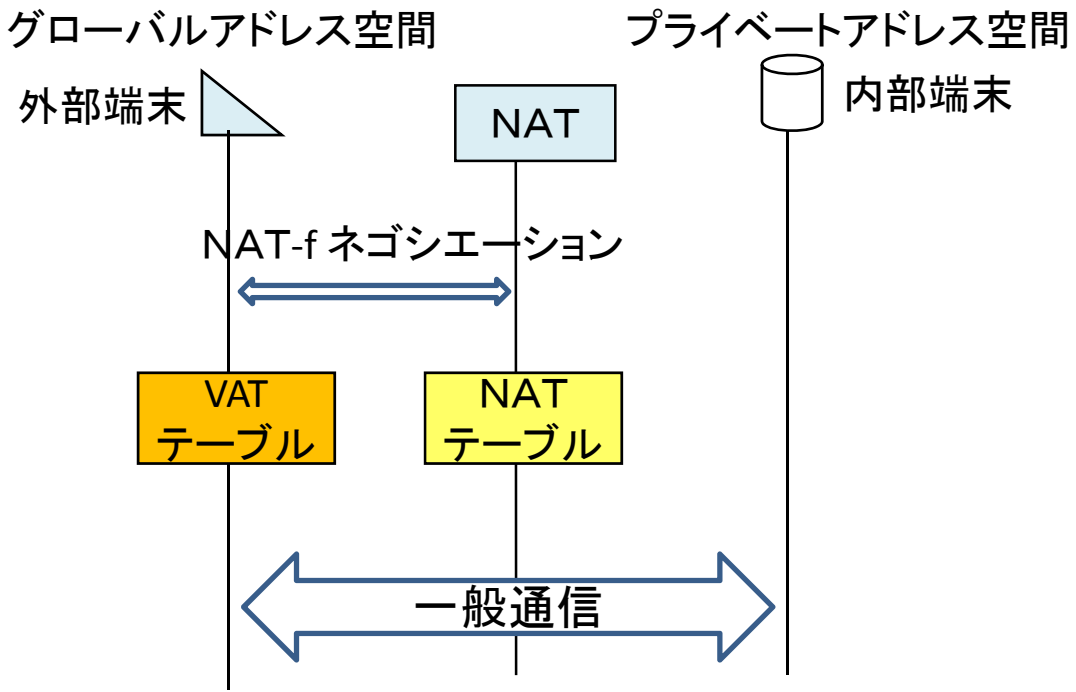 グローバルアドレス空間
プライベートアドレス空間
外部端末
NAT
内部端末
NAT-f ネゴシエーション
VAT
テーブル
NAT
テーブル
一般通信